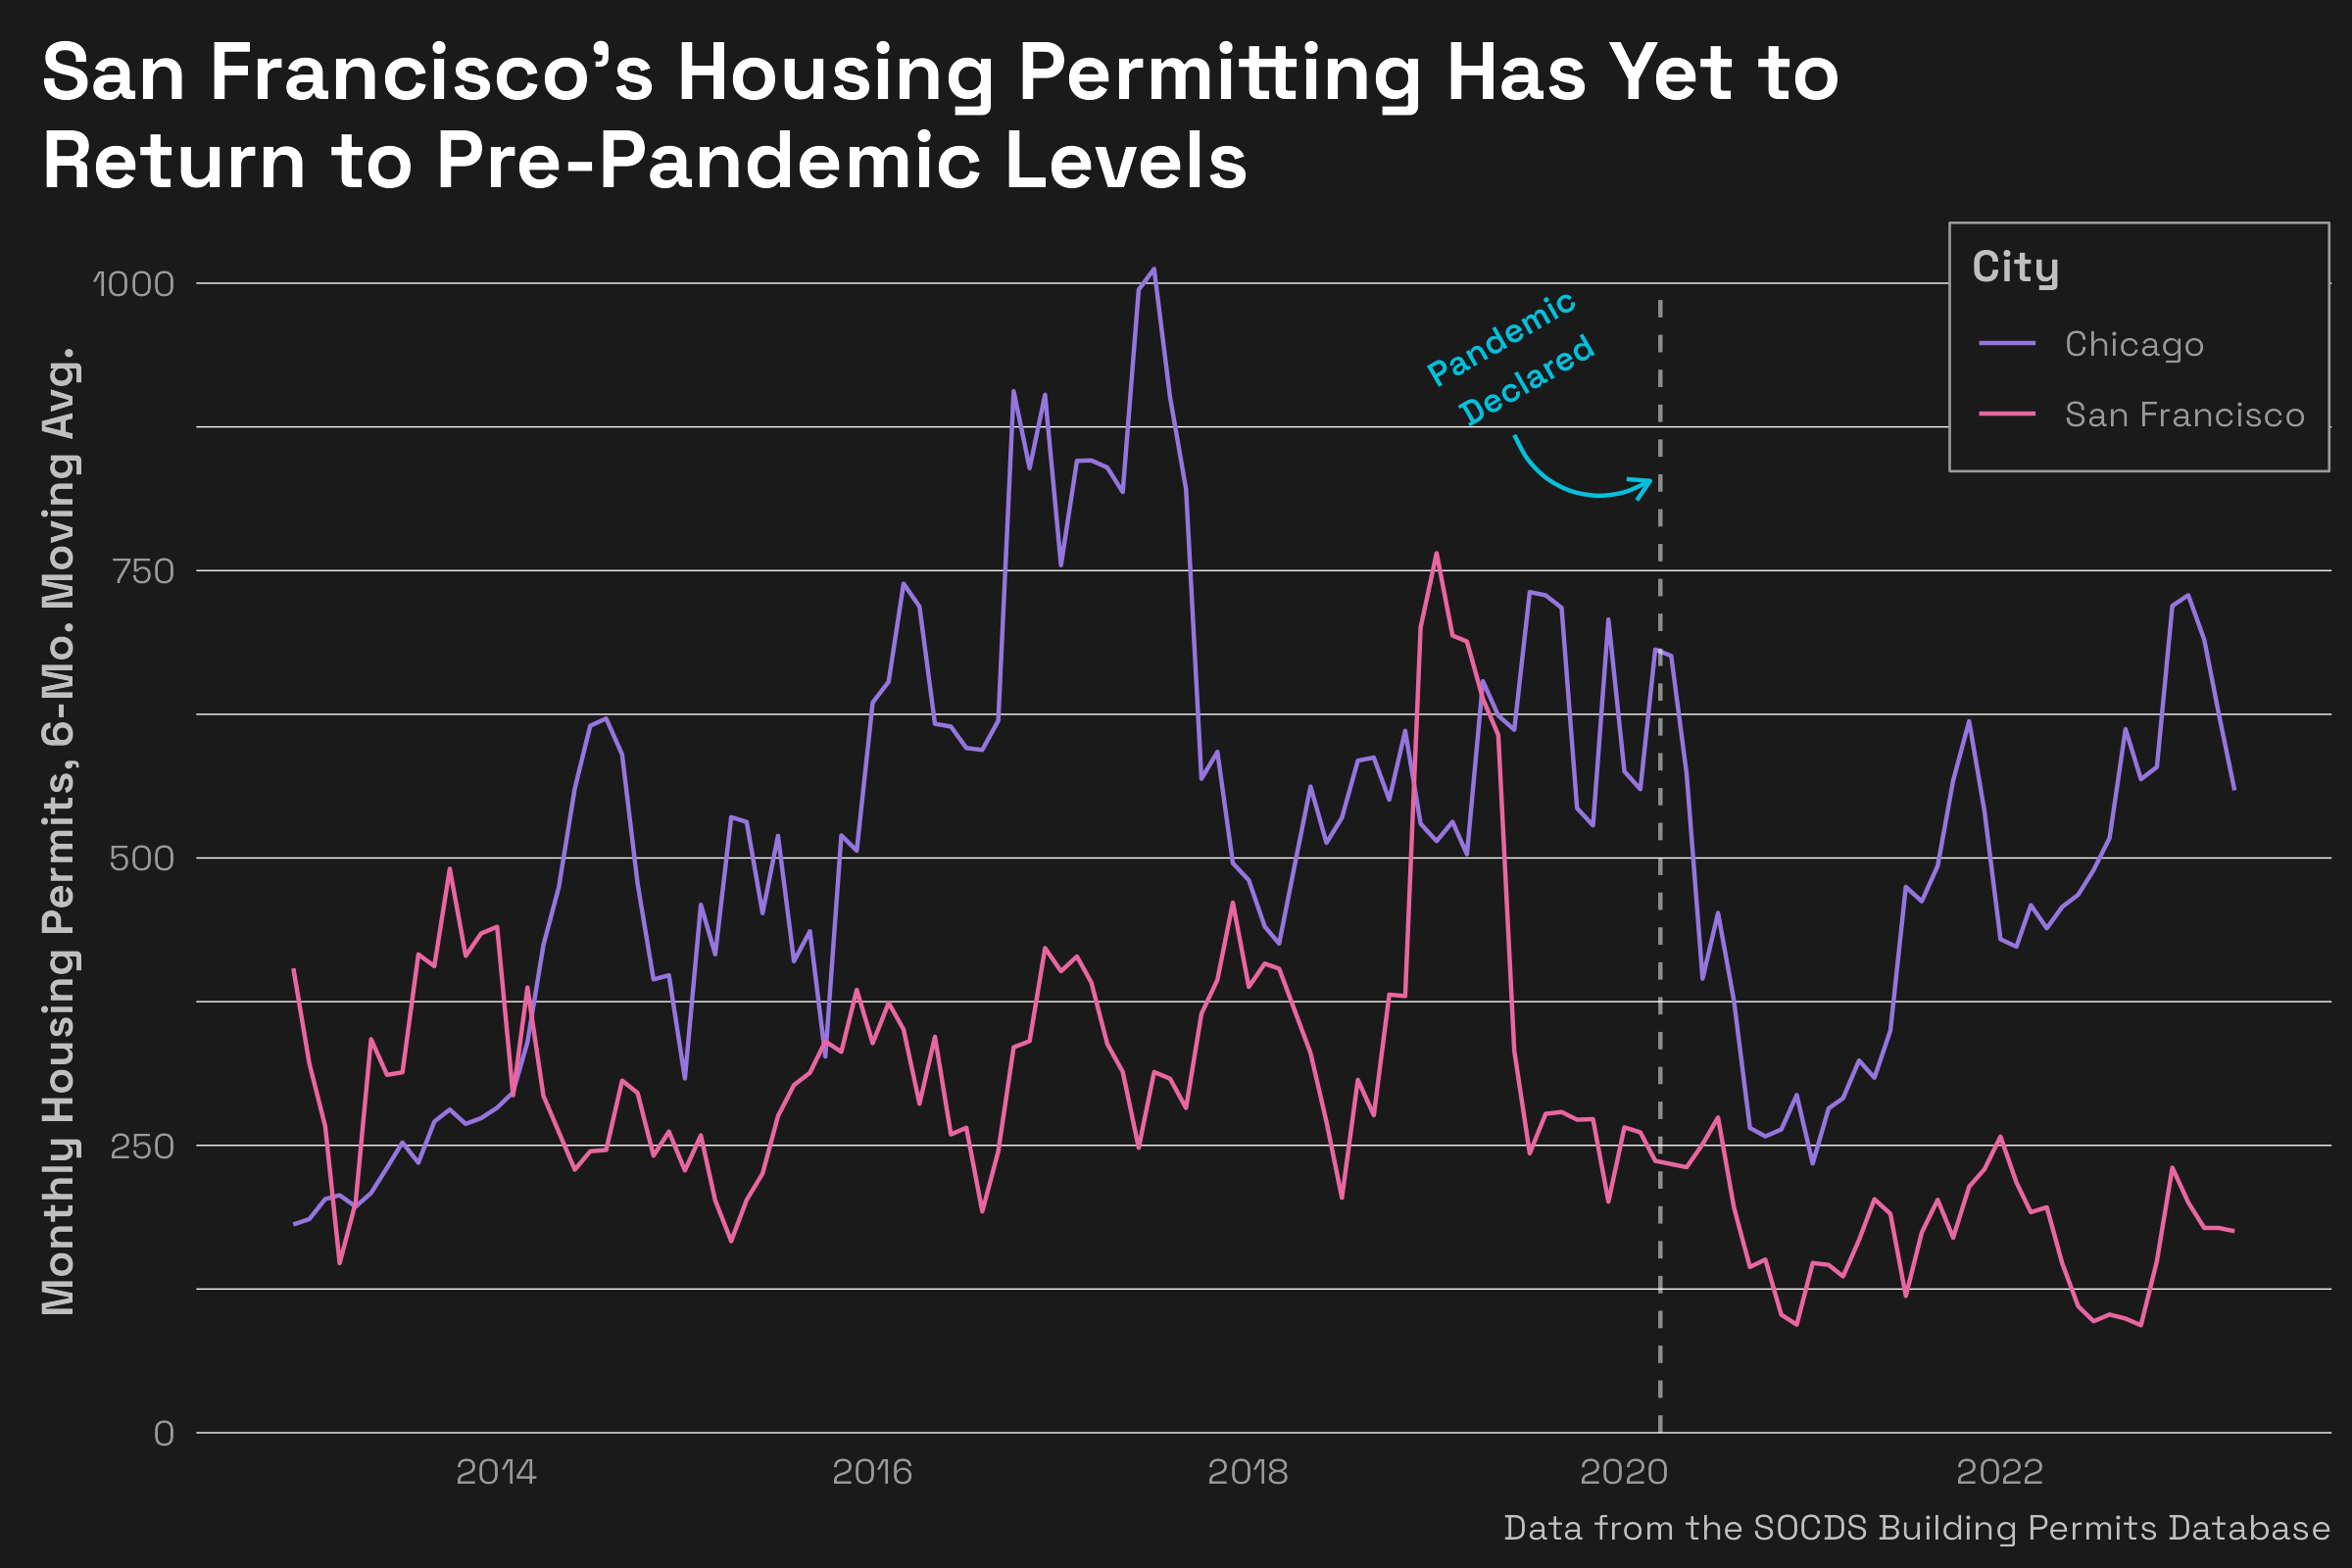 San Francisco’s Housing Permitting Has Yet to
Return to Pre-Pandemic Levels
City
Chicago
San Francisco
Pandemic
Declared
Monthly Housing Permits, 6-Mo. Moving Avg.
1000
750
500
250
0
2014
2016
2018
2020
2022
Data from the SOCDS Building Permits Database